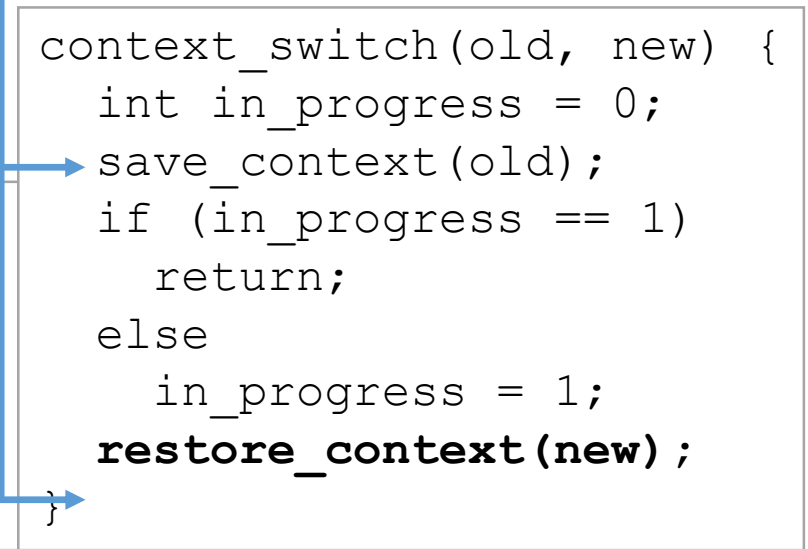 context_switch(old, new) {
  int in_progress = 0;
  save_context(old);
  if (in_progress == 1)
    return;
  else
    in_progress = 1;
  restore_context(new);
}